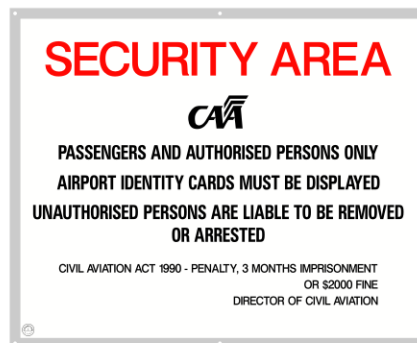 SECURITY AREA
CAA
PASSENGERS AND AUTHORISED PERSONS ONLY
AIRPORT IDENTITY CARDS MUST BE DISPLAYED
UNAUTHORISED PERSONS ARE LIABLE TO BE REMOVED
OR ARRESTED
CIVIL AVIATION ACT 1990 - PENALTY, 3 MONTHS IMPRISONMENT
OR $2000 FINE
DIRECTOR OF CIVIL AVIATION